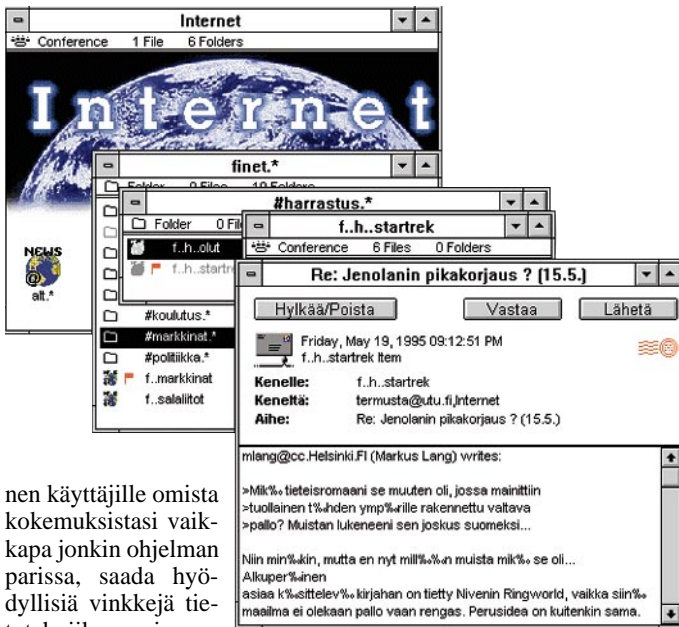 Internet
Conference 1 File 6 Folders
Internet
NEWS
alt.*
finet.*
Folder 0 Files 10 Folders
#koulutus.*
#markkinat.*
#politiikka.*
f..markkinat
f..salaliitot
#harrastus.*
Folder 0 Fil
f..h..olut
f..h..startre
f..h..startrek
Conference 6 Files 0 Folders
Re: Jenolanin pikakorjaus ? (15.5.)
Hylkää/Poista Vastaa Lähetä
Friday, May 19, 1995 09:12:51 PM
f..h..startrek Item
Kenelle: f..h..startrek
Keneltä: termusta@utu.fi,Internet
Aihe: Re: Jenolanin pikakorjaus ? (15.5.)
mlang@cc.Helsinki.FI (Markus Lang) writes:
>Mik‰ tieteisromaani se muuten oli, jossa mainittiin
>tuollainen t‰hden ymp‰rille rakennettu valtava
>pallo? Muistan lukeneeni sen joskus suomeksi...
Niin min‰kin, mutta en nyt mill‰‰n muista mik‰ se oli...
Alkuper‰inen
asiaa k‰sittelev‰ kirjahan on tietty Nivenin Ringworld, vaikka siin‰
maailma ei olekaan pallo vaan rengas. Perusidea on kuitenkin sama.
nen käyttäjille omista
kokemuksistasi vaik-
kapa jonkin ohjelman
parissa, saada hyö-
dyllisiä vinkkejä tie-